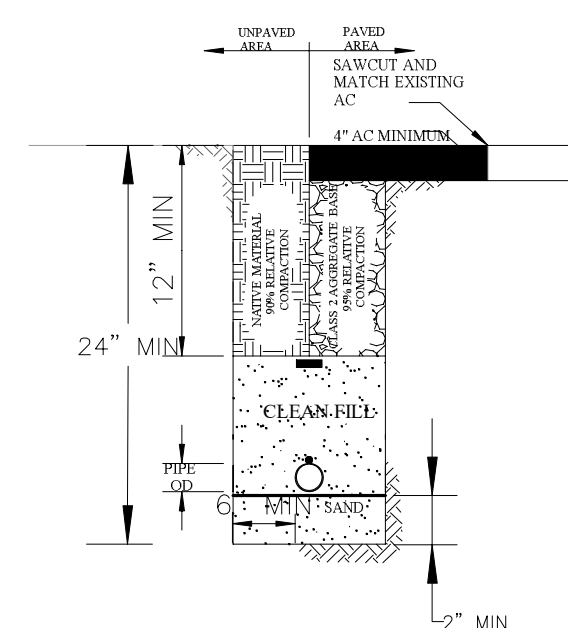 UNPAVED
AREA
PAVED
AREA
SAWCUT AND
MATCH EXISTING
AC
4" AC MINIMUM
12" MIN
24" MIN
NATIVE MATERIAL
90% RELATIVE
COMPACTION
CLASS 2 AGGREGATE BASE
95% RELATIVE
COMPACTION
CLEAN FILL
PIPE
OD
6 MIN
SAND
2" MIN